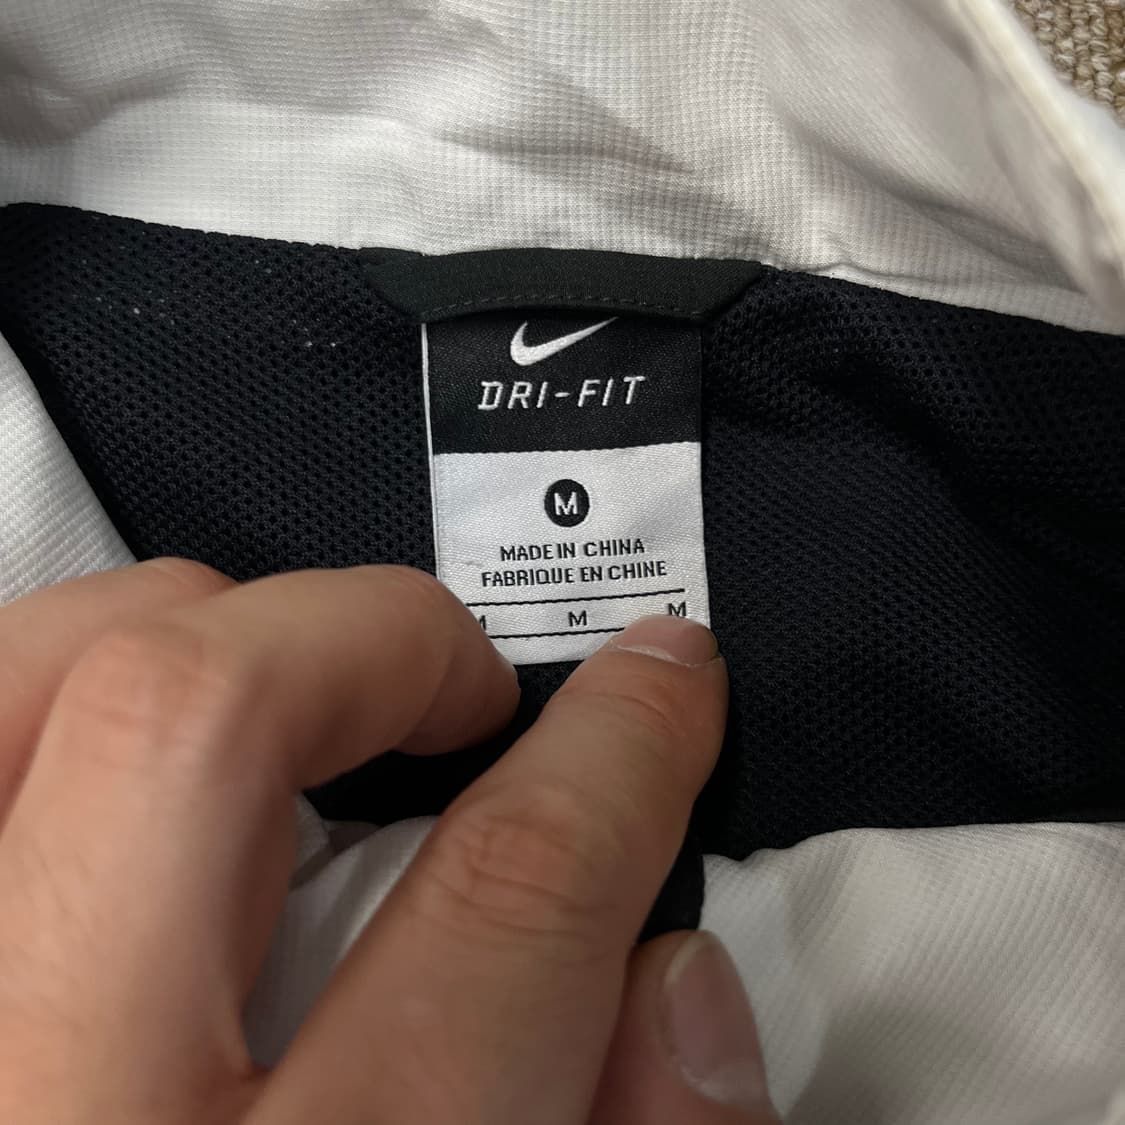 DRI-FIT
M
MADE IN CHINA
FABRIQUE EN CHINE
M M M